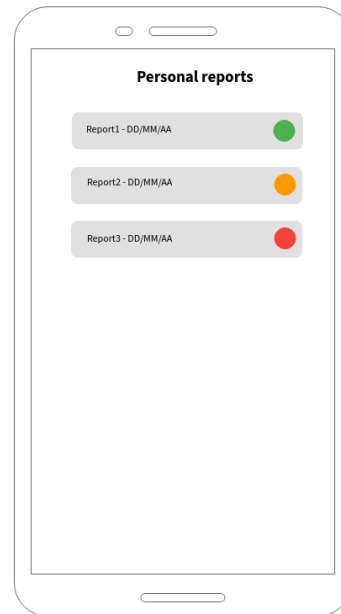 Personal reports
Report1 - DD/MM/AA
Report2 - DD/MM/AA
Report3 - DD/MM/AA